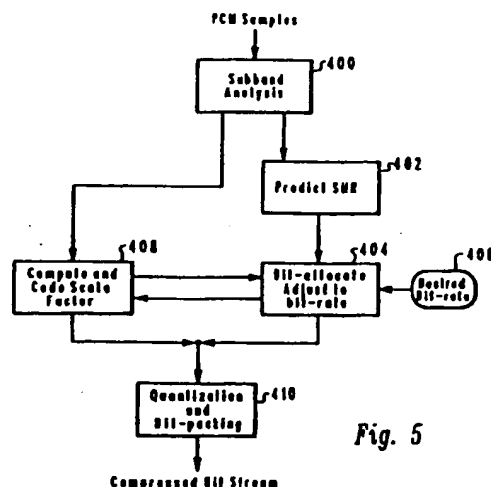 PCM Samples
400
Subband
Analysis
402
Predict SMR
408
404
406
Compute and
Code Scale
Factor
Bit-allocate
Adjust to
bit-rate
Desired
Bit-rate
Quantization
and
Bit-packing
410
Fig. 5
Compressed Bit Stream